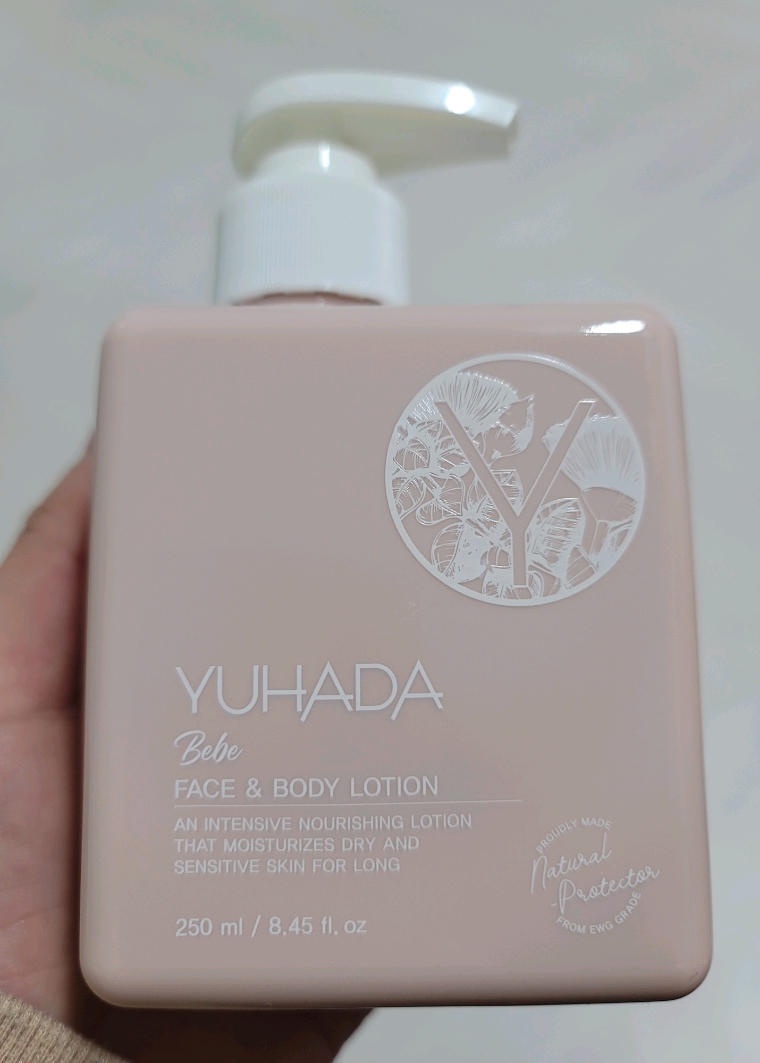 Y
YUHADA
Bebe
FACE & BODY LOTION
AN INTENSIVE NOURISHING LOTION
THAT MOISTURIZES DRY AND
SENSITIVE SKIN FOR LONG
250 ml / 8.45 fl. oz
PROUDLY MADE
Natural
-Protector
FROM EWG GRADE